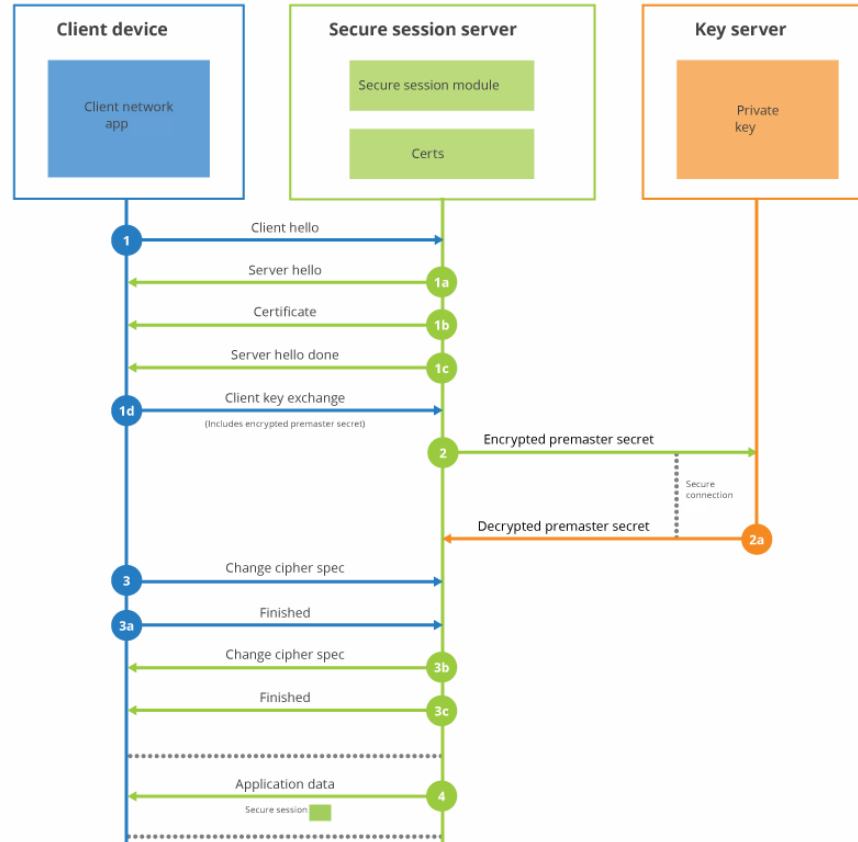 Client device
Secure session server
Key server
Client network
app
Secure session module
Certs
Private
key
Client hello
1
Server hello
1a
Certificate
1b
Server hello done
1c
Client key exchange
1d
(Includes encrypted premaster secret)
Encrypted premaster secret
2
Secure
connection
Decrypted premaster secret
2a
Change cipher spec
3
Finished
3a
Change cipher spec
3b
Finished
3c
Application data
4
Secure session